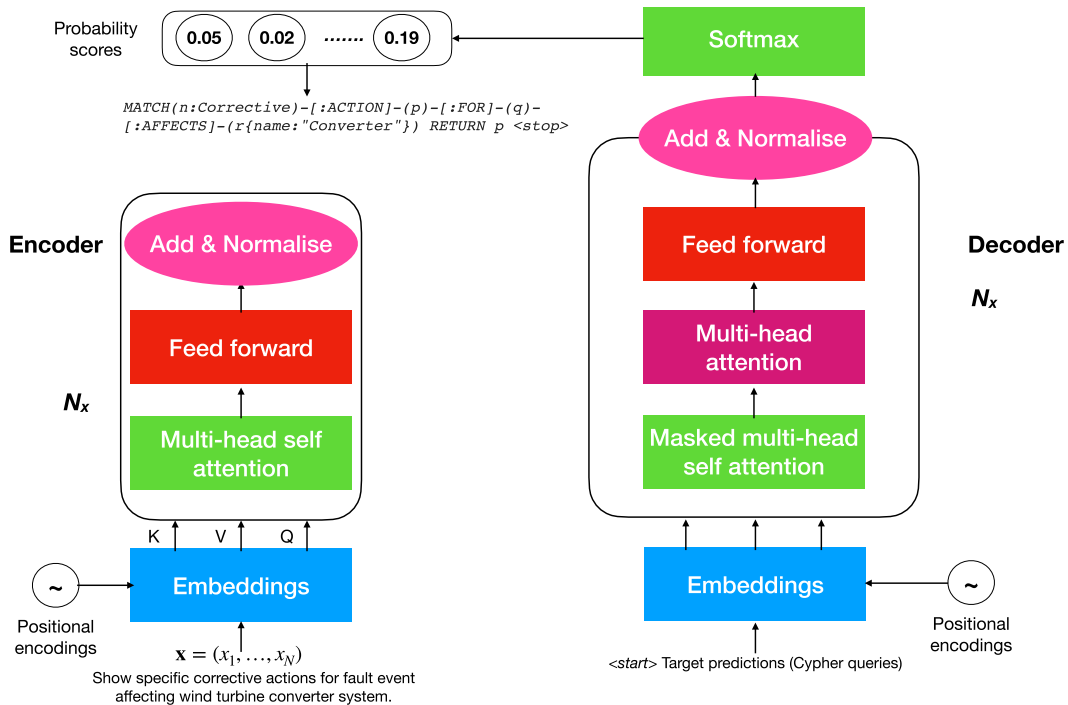 Probability
scores
0.05
0.02
.......
0.19
Softmax
MATCH(n:Corrective)-[:ACTION]-(p)-[:FOR]-(q)-
[:AFFECTS]-(r{name:"Converter"}) RETURN p <stop>
Add & Normalise
Encoder
Add & Normalise
Feed forward
Decoder
Nx
Feed forward
Multi-head
attention
Nx
Multi-head self
attention
Masked multi-head
self attention
K
V
Q
~
Embeddings
Embeddings
~
Positional
encodings
Positional
encodings
x = (x1, ..., xN)
Show specific corrective actions for fault event
affecting wind turbine converter system.
<start> Target predictions (Cypher queries)